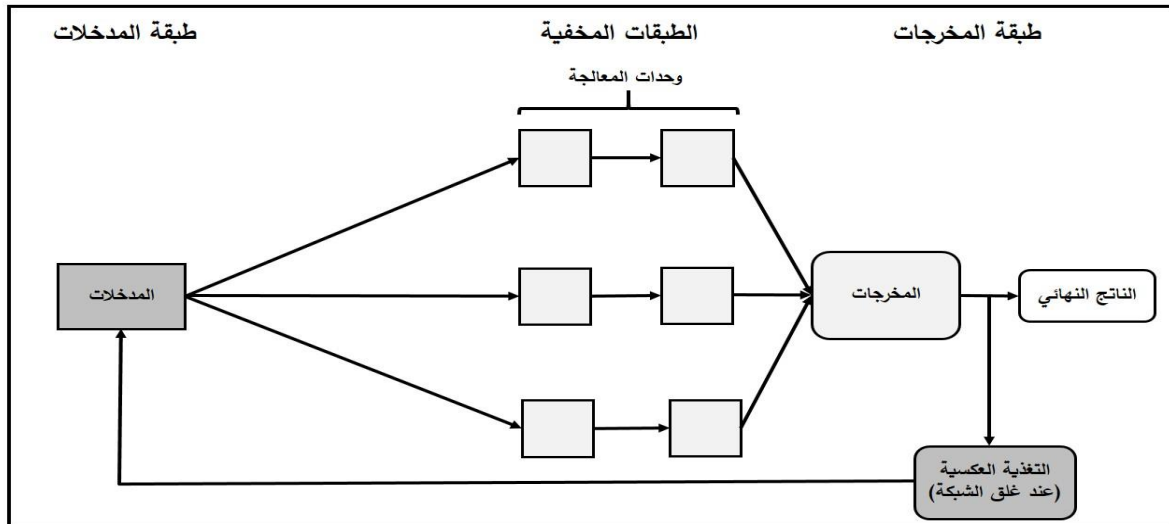 طبقة المخرجات
الطبقات المخفية
طبقة المدخلات
وحدات المعالجة
المدخلات
المخرجات
الناتج النهائي
التغذية العكسية
(عند غلق الشبكة)